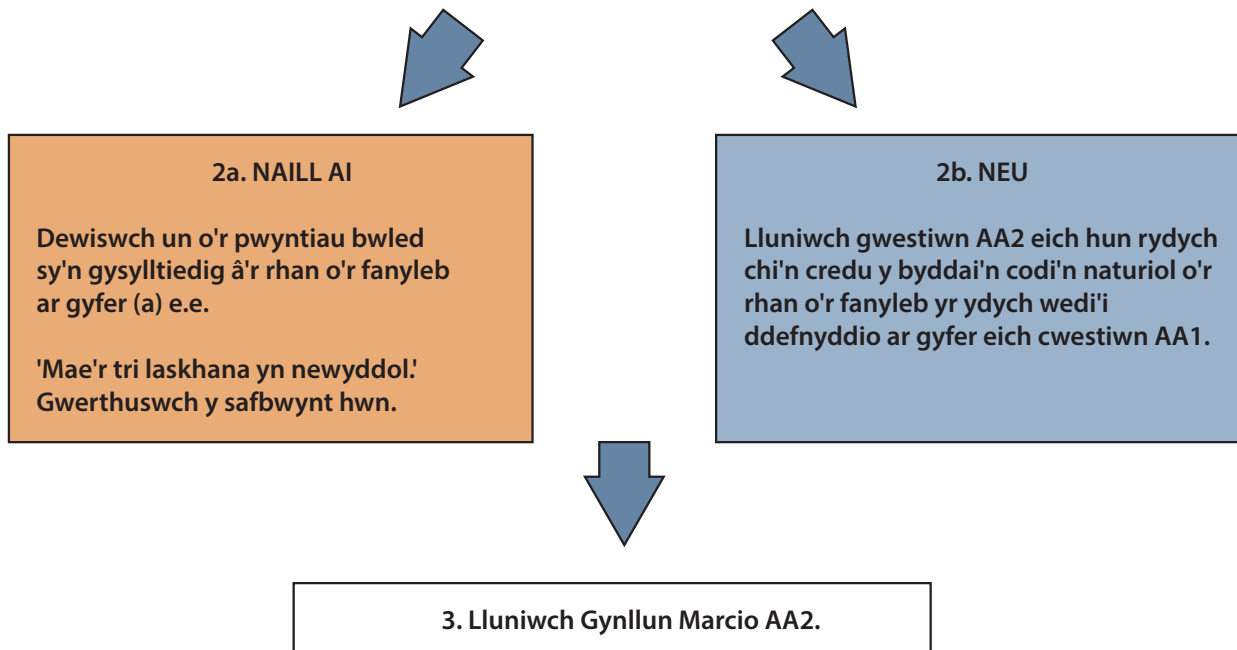 2a. NAILL AI
Dewiswch un o'r pwyntiau bwled
sy'n gysylltiedig â'r rhan o'r fanyleb
ar gyfer (a) e.e.
'Mae'r tri laskhana yn newyddol.'
Gwerthuswch y safbwynt hwn.
2b. NEU
Lluniwch gwestiwn AA2 eich hun rydych
chi'n credu y byddai'n codi'n naturiol o'r
rhan o'r fanyleb yr ydych wedi'i
ddefnyddio ar gyfer eich cwestiwn AA1.
3. Lluniwch Gynllun Marcio AA2.